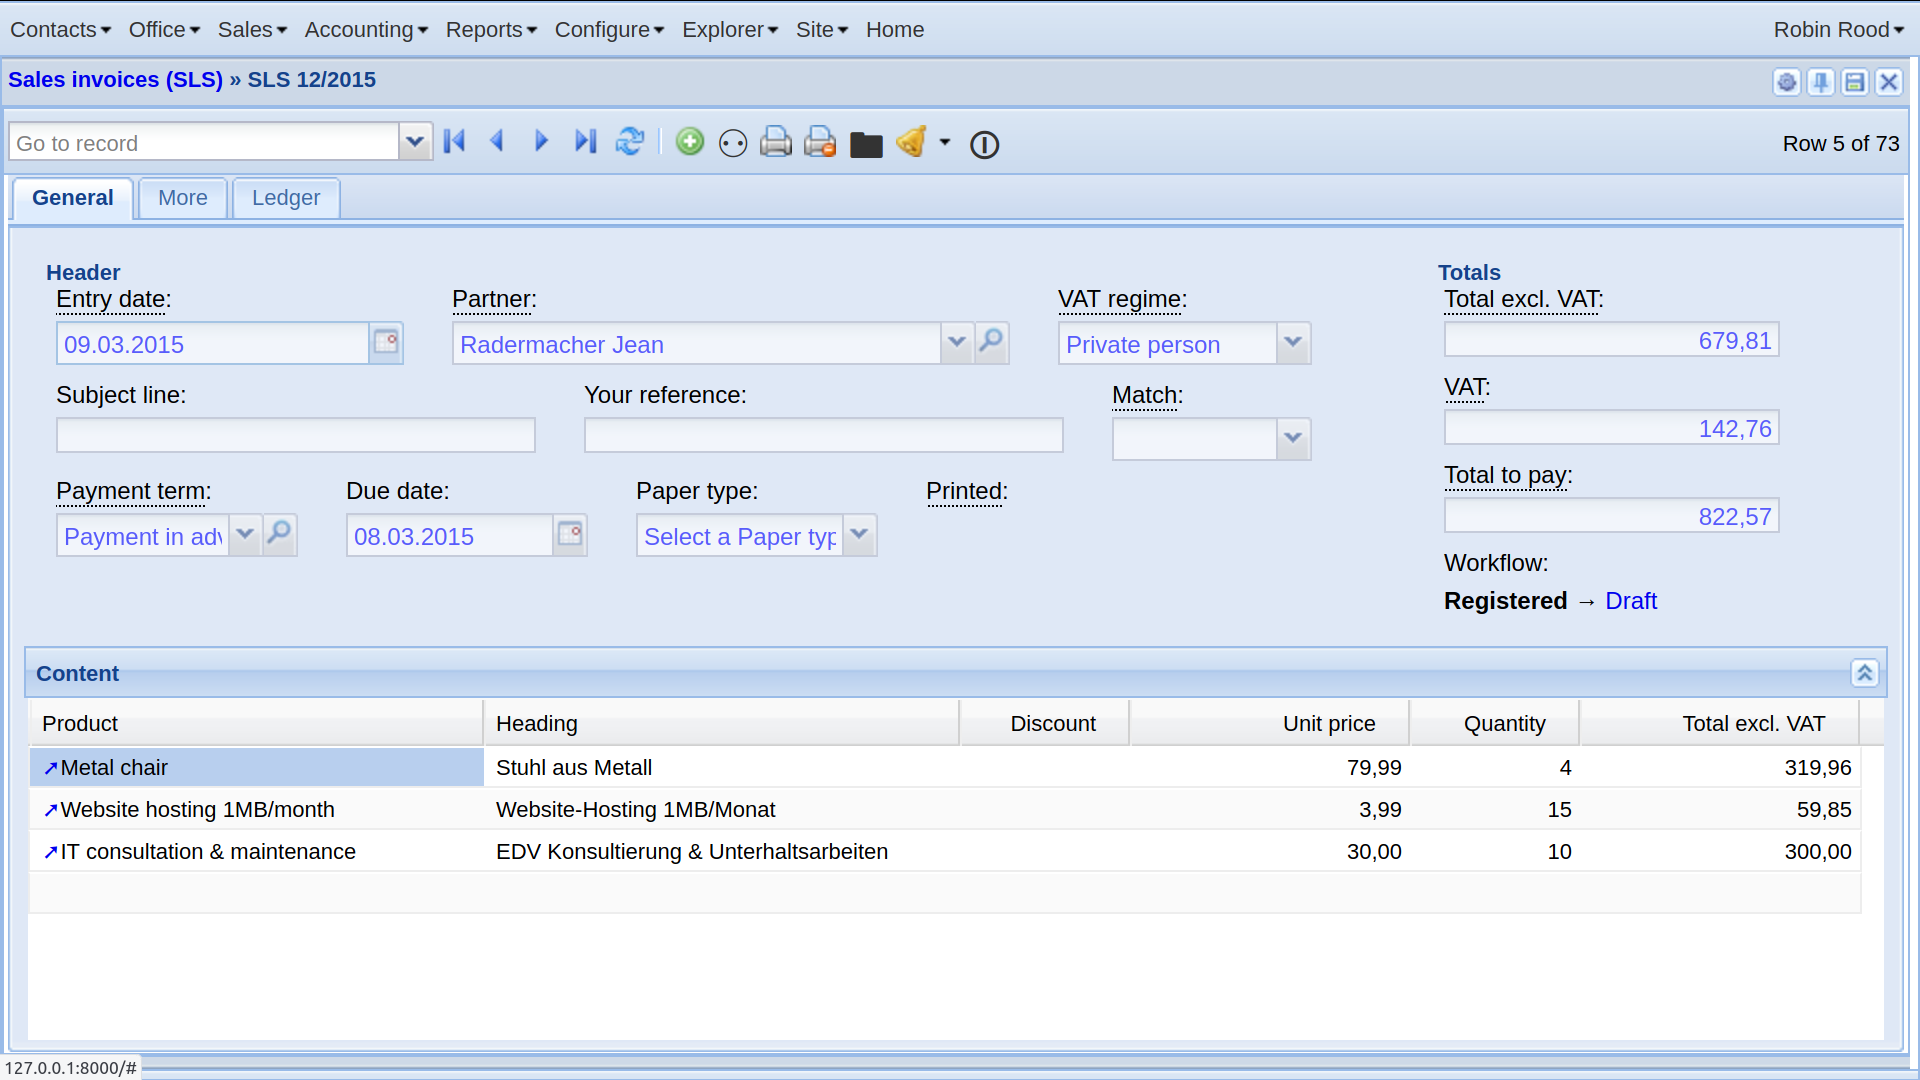 Contacts Office Sales Accounting Reports Configure Explorer Site Home Robin Rood
Sales invoices (SLS) » SLS 12/2015
Go to record Row 5 of 73
General More Ledger
Header Totals
Entry date: Partner: VAT regime: Total excl. VAT:
09.03.2015 Radermacher Jean Private person 679,81
Subject line: Your reference: Match: VAT:
142,76
Payment term: Due date: Paper type: Printed: Total to pay:
Payment in adv 08.03.2015 Select a Paper typ 822,57
Workflow:
Registered → Draft
Content
Product Heading Discount Unit price Quantity Total excl. VAT
↗Metal chair Stuhl aus Metall 79,99 4 319,96
↗Website hosting 1MB/month Website-Hosting 1MB/Monat 3,99 15 59,85
↗IT consultation & maintenance EDV Konsultierung & Unterhaltsarbeiten 30,00 10 300,00
127.0.0.1:8000/#